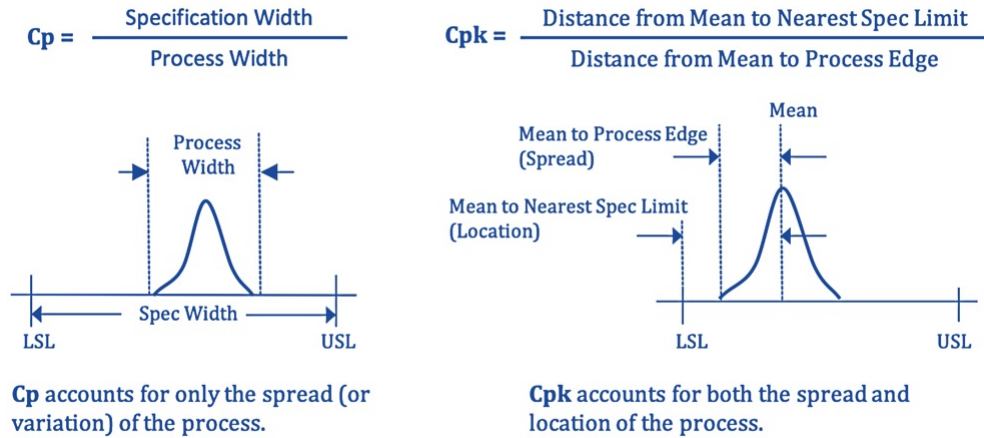 Cp = Specification Width
Process Width
Process
Width
Spec Width
LSL
USL
Cp accounts for only the spread (or
variation) of the process.
Cpk = Distance from Mean to Nearest Spec Limit
Distance from Mean to Process Edge
Mean
Mean to Process Edge
(Spread)
Mean to Nearest Spec Limit
(Location)
LSL
USL
Cpk accounts for both the spread and
location of the process.